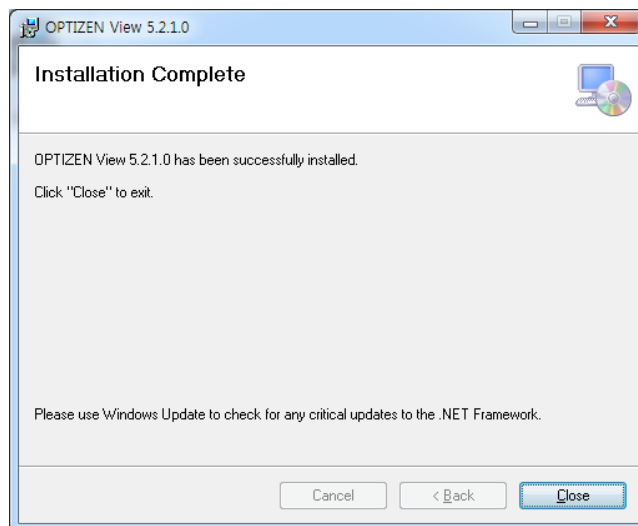 OPTIZEN View 5.2.1.0
Installation Complete
OPTIZEN View 5.2.1.0 has been successfully installed.
Click "Close" to exit.
Please use Windows Update to check for any critical updates to the .NET Framework.
Cancel < Back Close